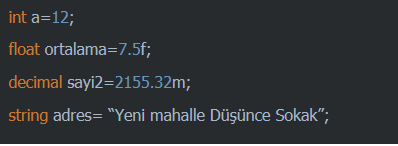 int a=12;
float ortalama=7.5f;
decimal sayi2=2155.32m;
string adres= “Yeni mahalle Düşünce Sokak”;